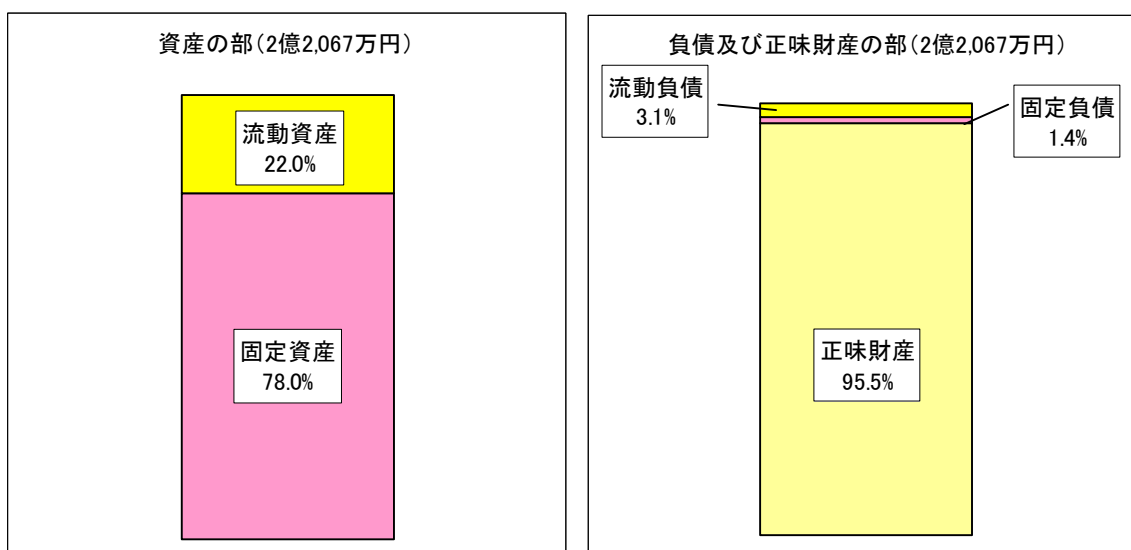 資産の部(2億2,067万円)
流動資産
22.0%
固定資産
78.0%
負債及び正味財産の部(2億2,067万円)
流動負債
3.1%
固定負債
1.4%
正味財産
95.5%